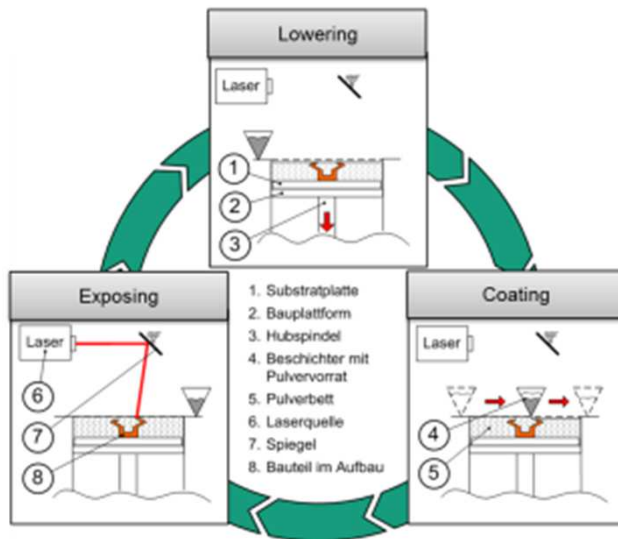 Lowering
Laser
1
2
3
Exposing
Laser
6
7
8
1. Substratplatte
2. Bauplattform
3. Hubspindel
4. Beschichter mit
Pulvervorrat
5. Pulverbett
6. Laserquelle
7. Spiegel
8. Bauteil im Aufbau
Coating
Laser
4
5